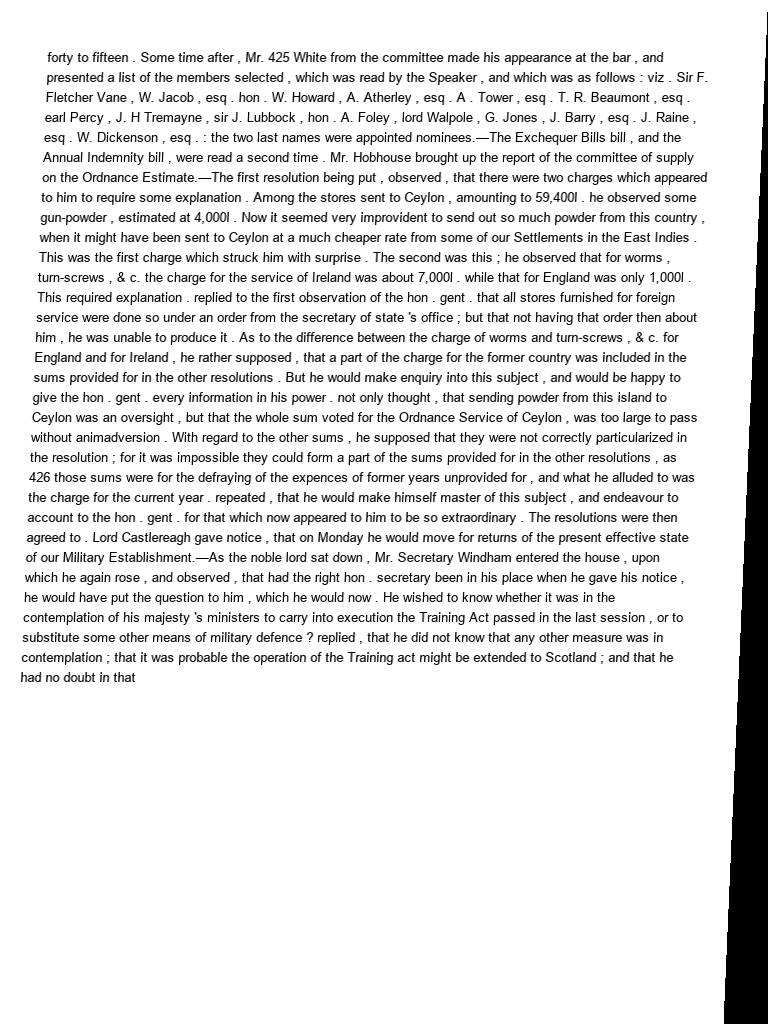 forty to fifteen . Some time after , Mr. 425 White from the committee made his appearance at the bar , and
presented a list of the members selected , which was read by the Speaker , and which was as follows : viz . Sir F.
Fletcher Vane , W. Jacob , esq . hon . W. Howard , A. Atherley , esq . A . Tower , esq . T. R. Beaumont , esq .
earl Percy , J. H Tremayne , sir J. Lubbock , hon . A. Foley , lord Walpole , G. Jones , J. Barry , esq . J. Raine ,
esq . W. Dickenson , esq . : the two last names were appointed nominees.—The Exchequer Bills bill , and the
Annual Indemnity bill , were read a second time . Mr. Hobhouse brought up the report of the committee of supply
on the Ordnance Estimate.—The first resolution being put , observed , that there were two charges which appeared
to him to require some explanation . Among the stores sent to Ceylon , amounting to 59,400l . he observed some
gun-powder , estimated at 4,000l . Now it seemed very improvident to send out so much powder from this country ,
when it might have been sent to Ceylon at a much cheaper rate from some of our Settlements in the East Indies .
This was the first charge which struck him with surprise . The second was this ; he observed that for worms ,
turn-screws , & c. the charge for the service of Ireland was about 7,000l . while that for England was only 1,000l .
This required explanation . replied to the first observation of the hon . gent . that all stores furnished for foreign
service were done so under an order from the secretary of state 's office ; but that not having that order then about
him , he was unable to produce it . As to the difference between the charge of worms and turn-screws , & c. for
England and for Ireland , he rather supposed , that a part of the charge for the former country was included in the
sums provided for in the other resolutions . But he would make enquiry into this subject , and would be happy to
give the hon . gent . every information in his power . not only thought , that sending powder from this island to
Ceylon was an oversight , but that the whole sum voted for the Ordnance Service of Ceylon , was too large to pass
without animadversion . With regard to the other sums , he supposed that they were not correctly particularized in
the resolution ; for it was impossible they could form a part of the sums provided for in the other resolutions , as
426 those sums were for the defraying of the expences of former years unprovided for , and what he alluded to was
the charge for the current year . repeated , that he would make himself master of this subject , and endeavour to
account to the hon . gent . for that which now appeared to him to be so extraordinary . The resolutions were then
agreed to . Lord Castlereagh gave notice , that on Monday he would move for returns of the present effective state
of our Military Establishment.—As the noble lord sat down , Mr. Secretary Windham entered the house , upon
which he again rose , and observed , that had the right hon . secretary been in his place when he gave his notice ,
he would have put the question to him , which he would now . He wished to know whether it was in the
contemplation of his majesty 's ministers to carry into execution the Training Act passed in the last session , or to
substitute some other means of military defence ? replied , that he did not know that any other measure was in
contemplation ; that it was probable the operation of the Training act might be extended to Scotland ; and that he
had no doubt in that